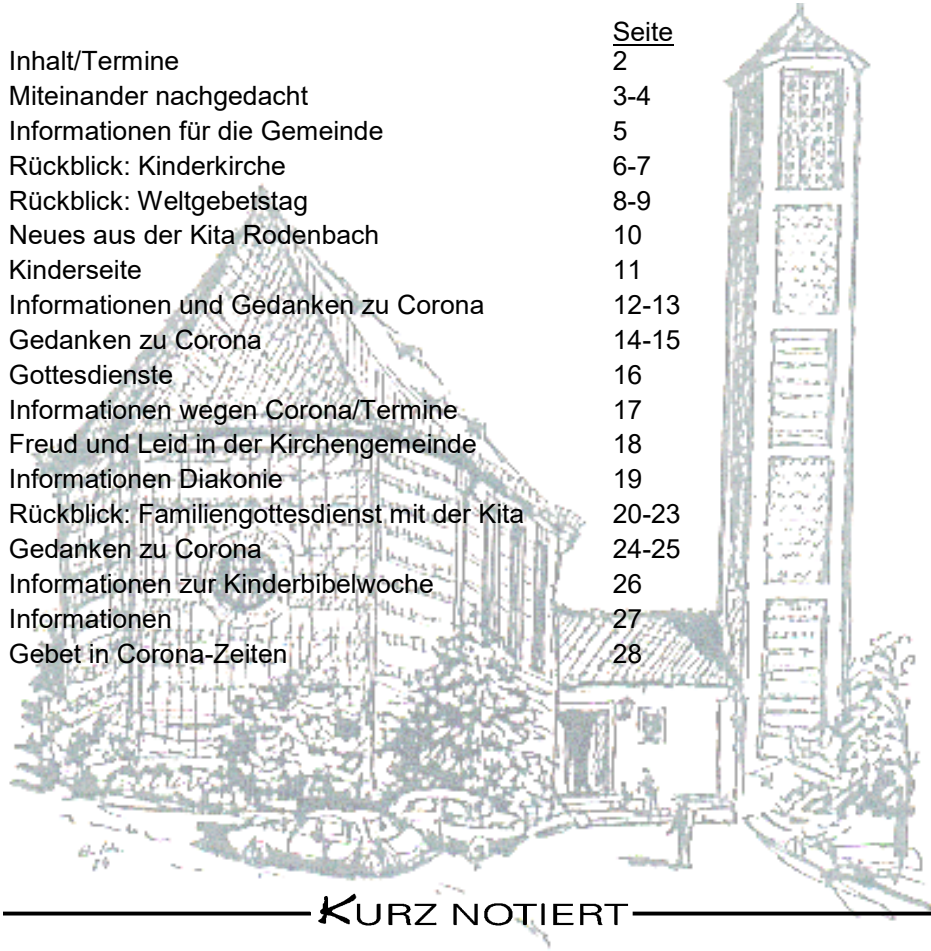 Seite
Inhalt/Termine 2
Miteinander nachgedacht 3-4
Informationen für die Gemeinde 5
Rückblick: Kinderkirche 6-7
Rückblick: Weltgebetstag 8-9
Neues aus der Kita Rodenbach 10
Kinderseite 11
Informationen und Gedanken zu Corona 12-13
Gedanken zu Corona 14-15
Gottesdienste 16
Informationen wegen Corona/Termine 17
Freud und Leid in der Kirchengemeinde 18
Informationen Diakonie 19
Rückblick: Familiengottesdienst mit der Kita 20-23
Gedanken zu Corona 24-25
Informationen zur Kinderbibelwoche 26
Informationen 27
Gebet in Corona-Zeiten 28
KURZ NOTIERT